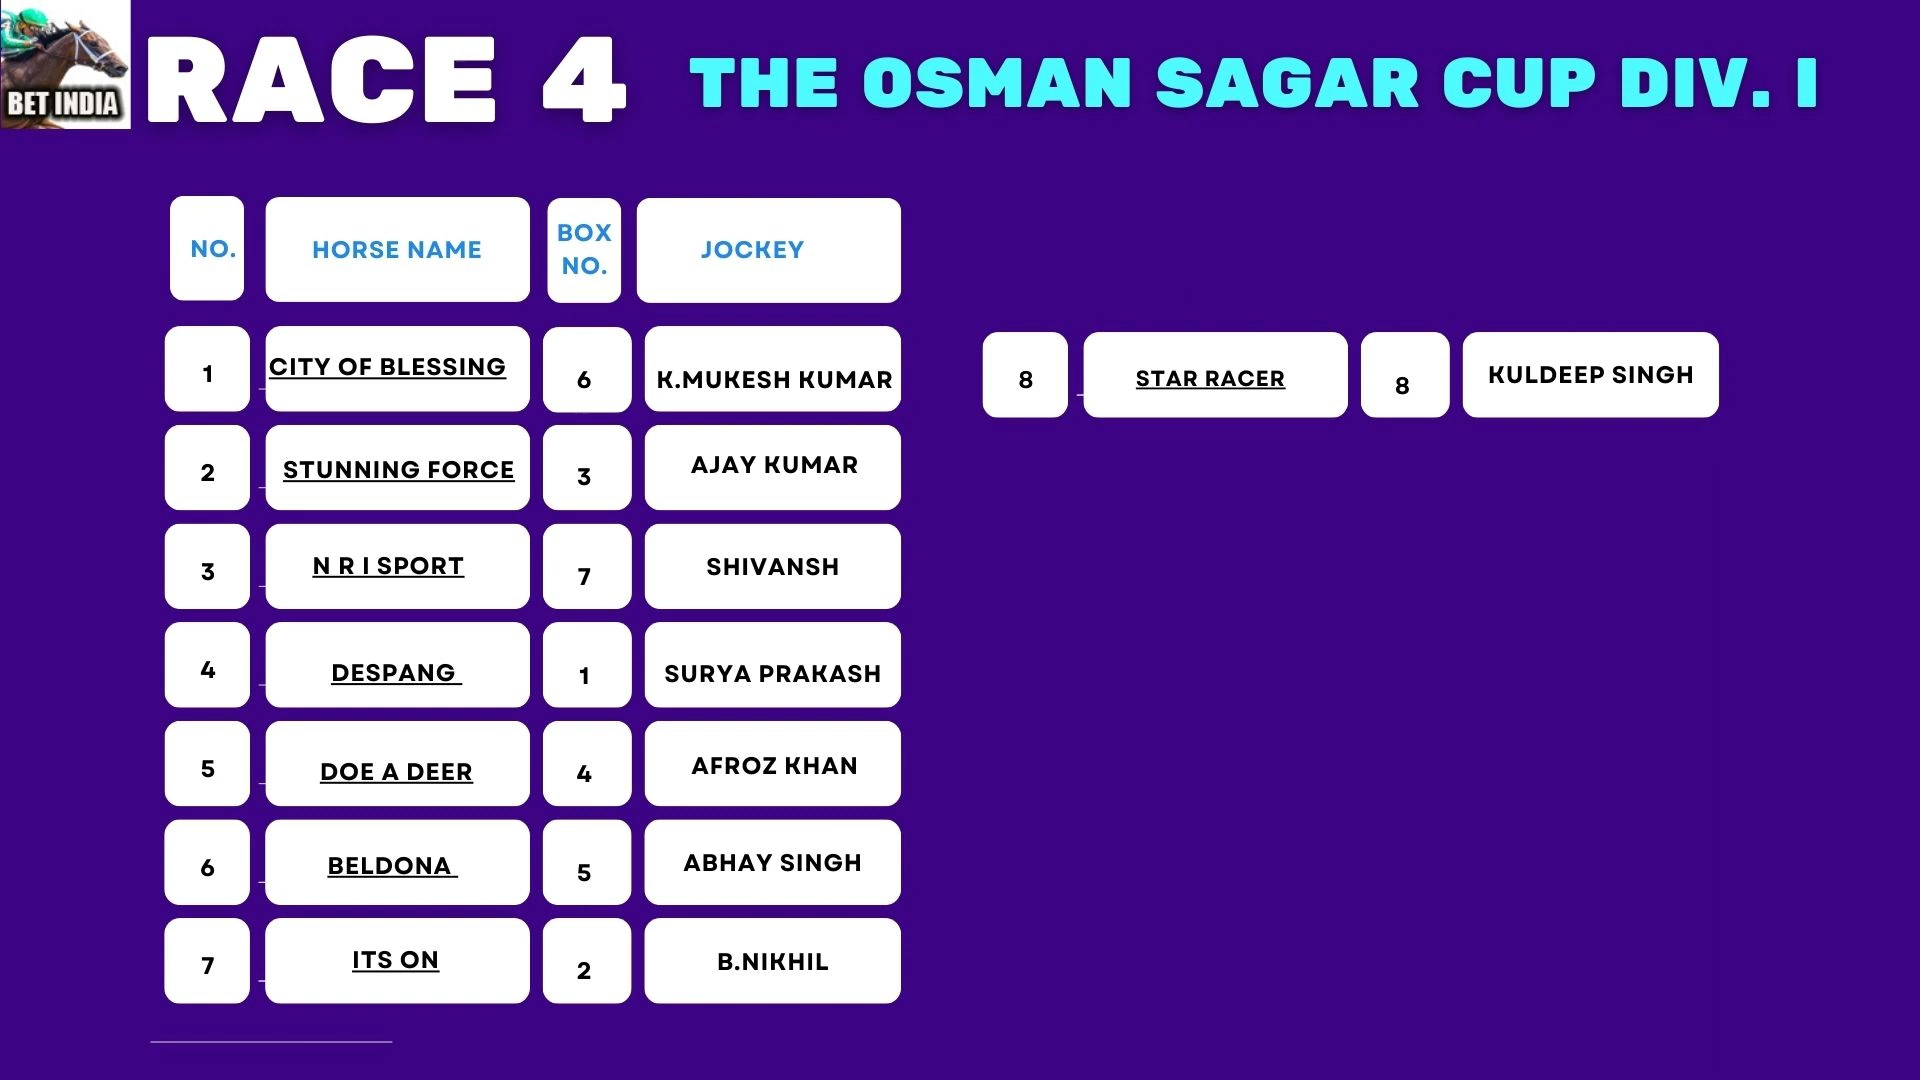 BET INDIA
RACE 4
THE OSMAN SAGAR CUP DIV. I
NO.
HORSE NAME
BOX
NO.
JOCKEY
1
CITY OF BLESSING
6
K.MUKESH KUMAR
2
STUNNING FORCE
3
AJAY KUMAR
3
N R I SPORT
7
SHIVANSH
4
DESPANG
1
SURYA PRAKASH
5
DOE A DEER
4
AFROZ KHAN
6
BELDONA
5
ABHAY SINGH
7
ITS ON
2
B.NIKHIL
8
STAR RACER
8
KULDEEP SINGH